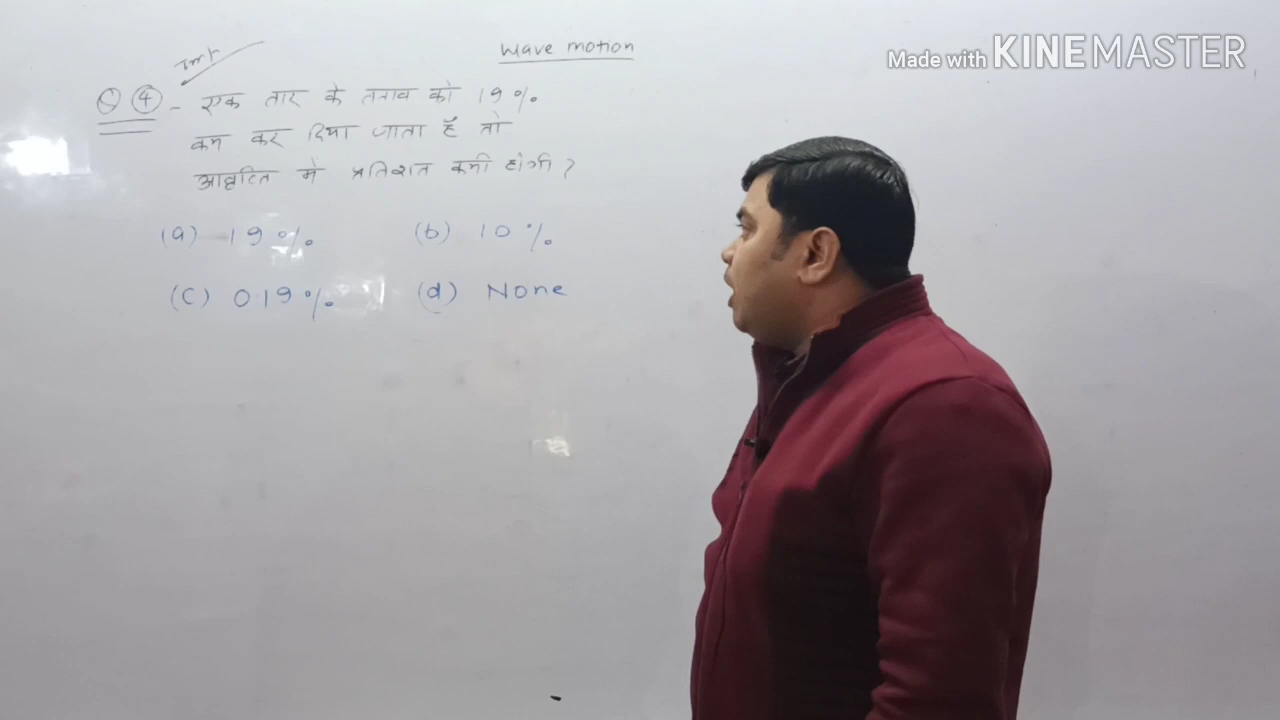 Wave motion
Made with KINEMASTER
Imp
Q ④ - एक तार के तनाव को 19%
कम कर दिया जाता है तो
आवृति में प्रतिशत कमी होगी ?
(a) 19% (b) 10%
(c) 0.19% (d) None